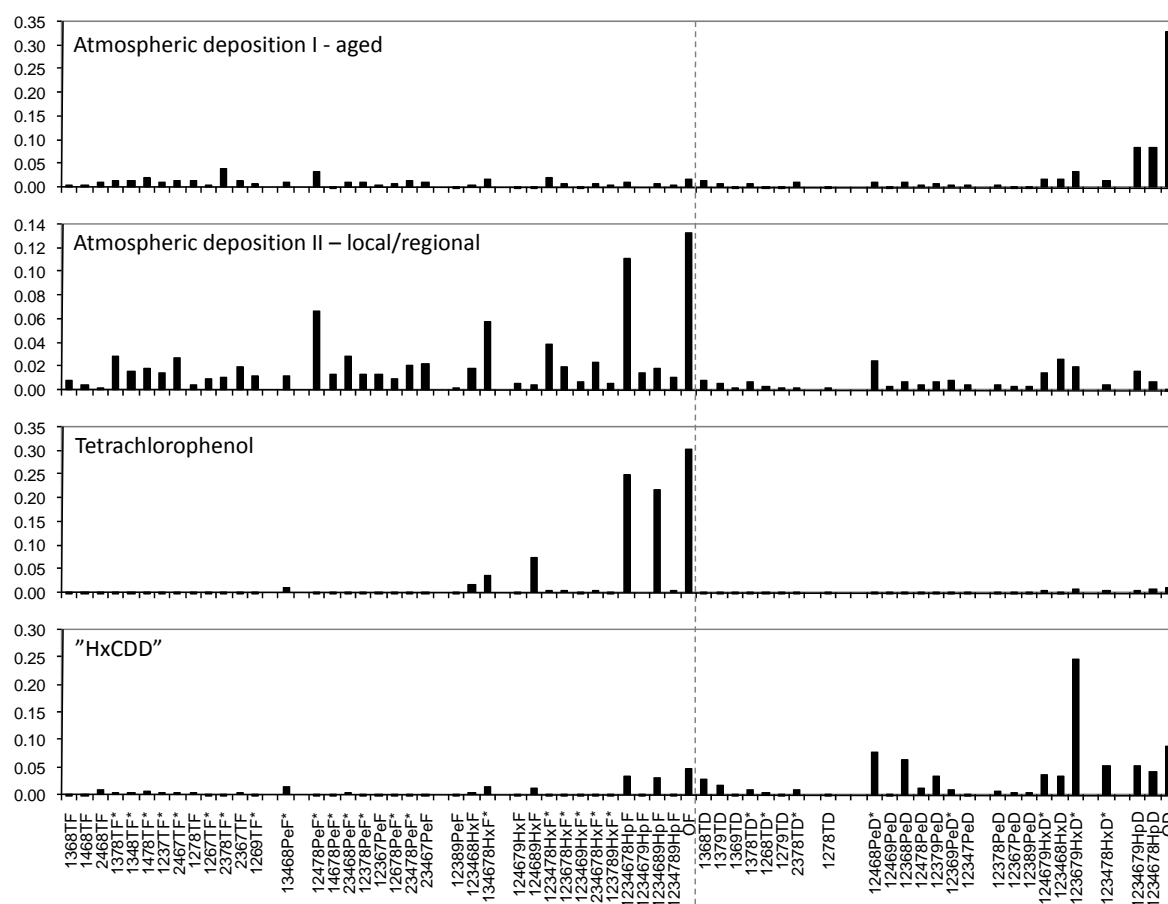 0.35
0.30
0.25
0.20
0.15
0.10
0.05
0.00
Atmospheric deposition I - aged
0.14
0.12
0.10
0.08
0.06
0.04
0.02
0.00
Atmospheric deposition II – local/regional
0.35
0.30
0.25
0.20
0.15
0.10
0.05
0.00
Tetrachlorophenol
0.30
0.25
0.20
0.15
0.10
0.05
0.00
”HxCDD”
1368TF
1468TF
2468TF
1378TF*
1348TF*
1478TF*
1237TF*
2467TF*
1278TF
1267TF*
2378TF*
2367TF
1269TF*
13468PeF*
12478PeF*
14678PeF*
23468PeF*
12378PeF*
12367PeF
12678PeF*
23478PeF*
23467PeF
12389PeF
123468HxF
134678HxF*
124679HxF
124689HxF
123478HxF*
123678HxF*
123469HxF*
234678HxF*
123789HxF*
1234678HpF
1234679HpF
1234689HpF
1234789HpF
OF
1368TD
1379TD
1369TD
1378TD*
1268TD*
1279TD
2378TD*
1278TD
12468PeD*
12469PeD
12368PeD
12478PeD
12379PeD
12369PeD*
12347PeD
12378PeD
12367PeD
12389PeD
124679HxD*
123468HxD
123679HxD*
123478HxD*
1234679HpD
1234678HpD
OD